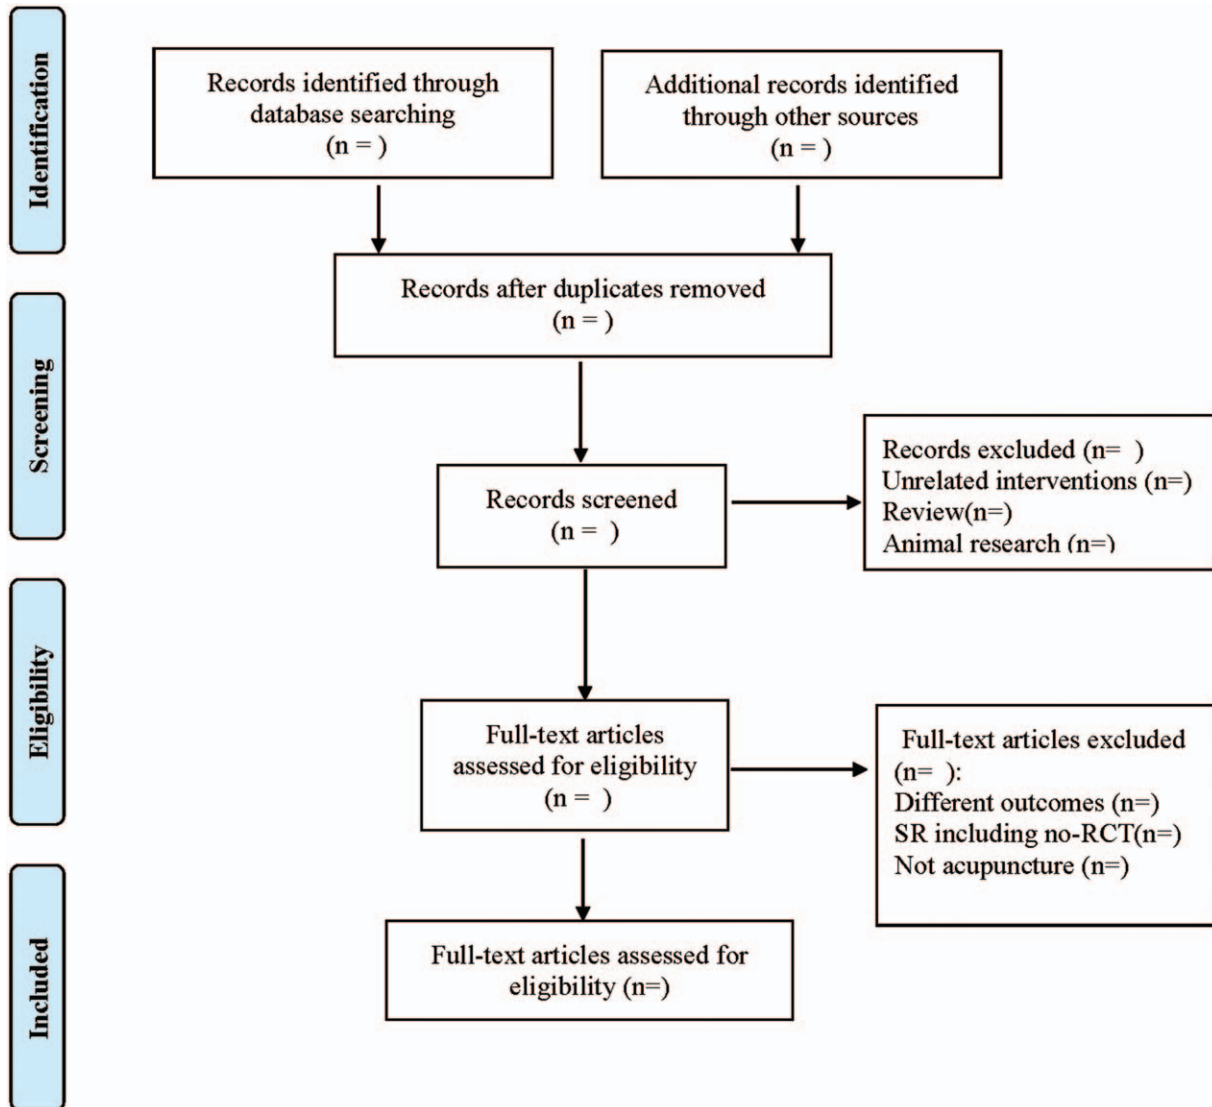 Identification
Records identified through
database searching
(n = )
Additional records identified
through other sources
(n = )
Records after duplicates removed
(n = )
Screening
Records screened
(n =  )
Records excluded (n=  )
Unrelated interventions (n=)
Review(n=)
Animal research (n=)
Eligibility
Full-text articles
assessed for eligibility
(n =  )
Full-text articles excluded
(n=  ):
Different outcomes (n=)
SR including no-RCT(n=)
Not acupuncture (n=)
Included
Full-text articles assessed for
eligibility (n=)